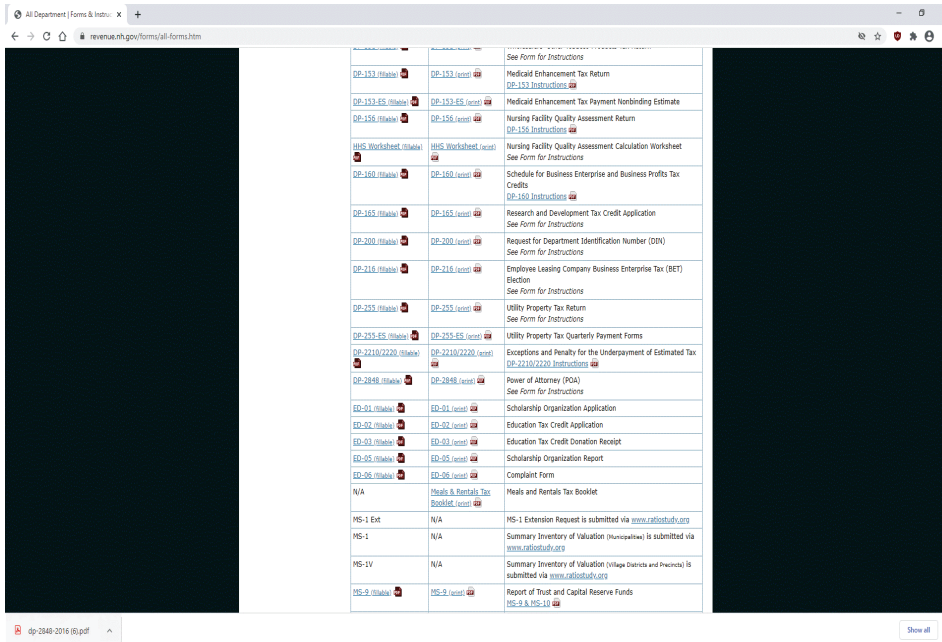 All Department | Forms & Instruc
revenue.nh.gov/forms/all-forms.htm
See Form for Instructions
DP-153 (fillable) DP-153 (print) Medicaid Enhancement Tax Return
DP-153 Instructions
DP-153-ES (fillable) DP-153-ES (print) Medicaid Enhancement Tax Payment Nonbinding Estimate
DP-156 (fillable) DP-156 (print) Nursing Facility Quality Assessment Return
DP-156 Instructions
HHS Worksheet (fillable) HHS Worksheet (print) Nursing Facility Quality Assessment Calculation Worksheet
See Form for Instructions
DP-160 (fillable) DP-160 (print) Schedule for Business Enterprise and Business Profits Tax
Credits
DP-160 Instructions
DP-165 (fillable) DP-165 (print) Research and Development Tax Credit Application
See Form for Instructions
DP-200 (fillable) DP-200 (print) Request for Department Identification Number (DIN)
See Form for Instructions
DP-216 (fillable) DP-216 (print) Employee Leasing Company Business Enterprise Tax (BET)
Election
See Form for Instructions
DP-255 (fillable) DP-255 (print) Utility Property Tax Return
See Form for Instructions
DP-255-ES (fillable) DP-255-ES (print) Utility Property Tax Quarterly Payment Forms
DP-2210/2220 (fillable) DP-2210/2220 (print) Exceptions and Penalty for the Underpayment of Estimated Tax
DP-2210/2220 Instructions
DP-2848 (fillable) DP-2848 (print) Power of Attorney (POA)
See Form for Instructions
ED-01 (fillable) ED-01 (print) Scholarship Organization Application
ED-02 (fillable) ED-02 (print) Education Tax Credit Application
ED-03 (fillable) ED-03 (print) Education Tax Credit Donation Receipt
ED-05 (fillable) ED-05 (print) Scholarship Organization Report
ED-06 (fillable) ED-06 (print) Complaint Form
N/A Meals & Rentals Tax Meals and Rentals Tax Booklet
Booklet (print)
MS-1 Ext N/A MS-1 Extension Request is submitted via www.ratiostudy.org
MS-1 N/A Summary Inventory of Valuation (Municipalities) is submitted via
www.ratiostudy.org
MS-1V N/A Summary Inventory of Valuation (Village Districts and Precincts) is
submitted via www.ratiostudy.org
MS-9 (fillable) MS-9 (print) Report of Trust and Capital Reserve Funds
MS-9 & MS-10
dp-2848-2016 (6).pdf
Show all